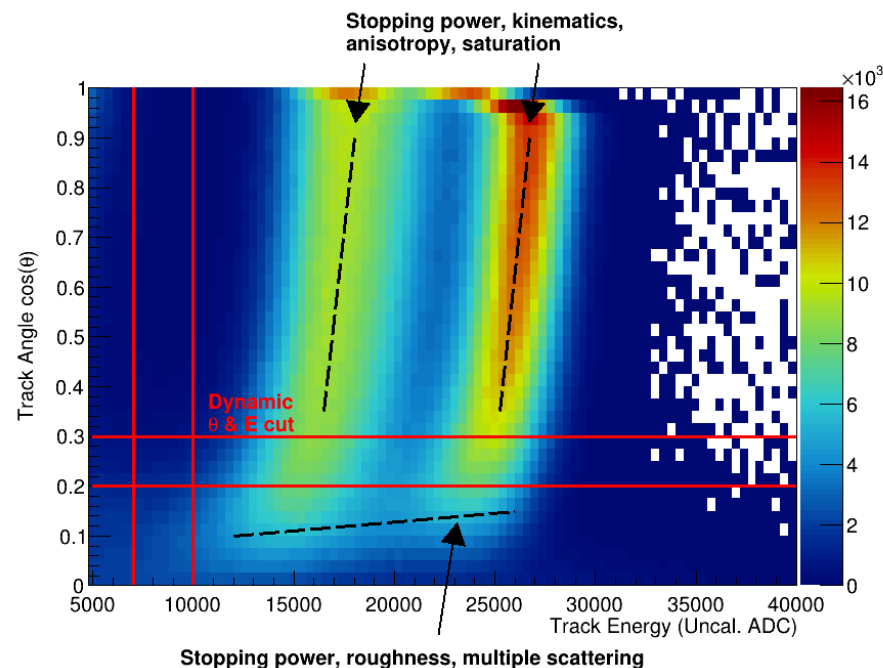 Stopping power, kinematics,
anisotropy, saturation
×10³
1
0.9
0.8
0.7
0.6
0.5
0.4
0.3
0.2
0.1
0
Track Angle cos(θ)
Dynamic
θ & E cut
16
14
12
10
8
6
4
2
0
5000 10000 15000 20000 25000 30000 35000 40000
Track Energy (Uncal. ADC)
Stopping power, roughness, multiple scattering